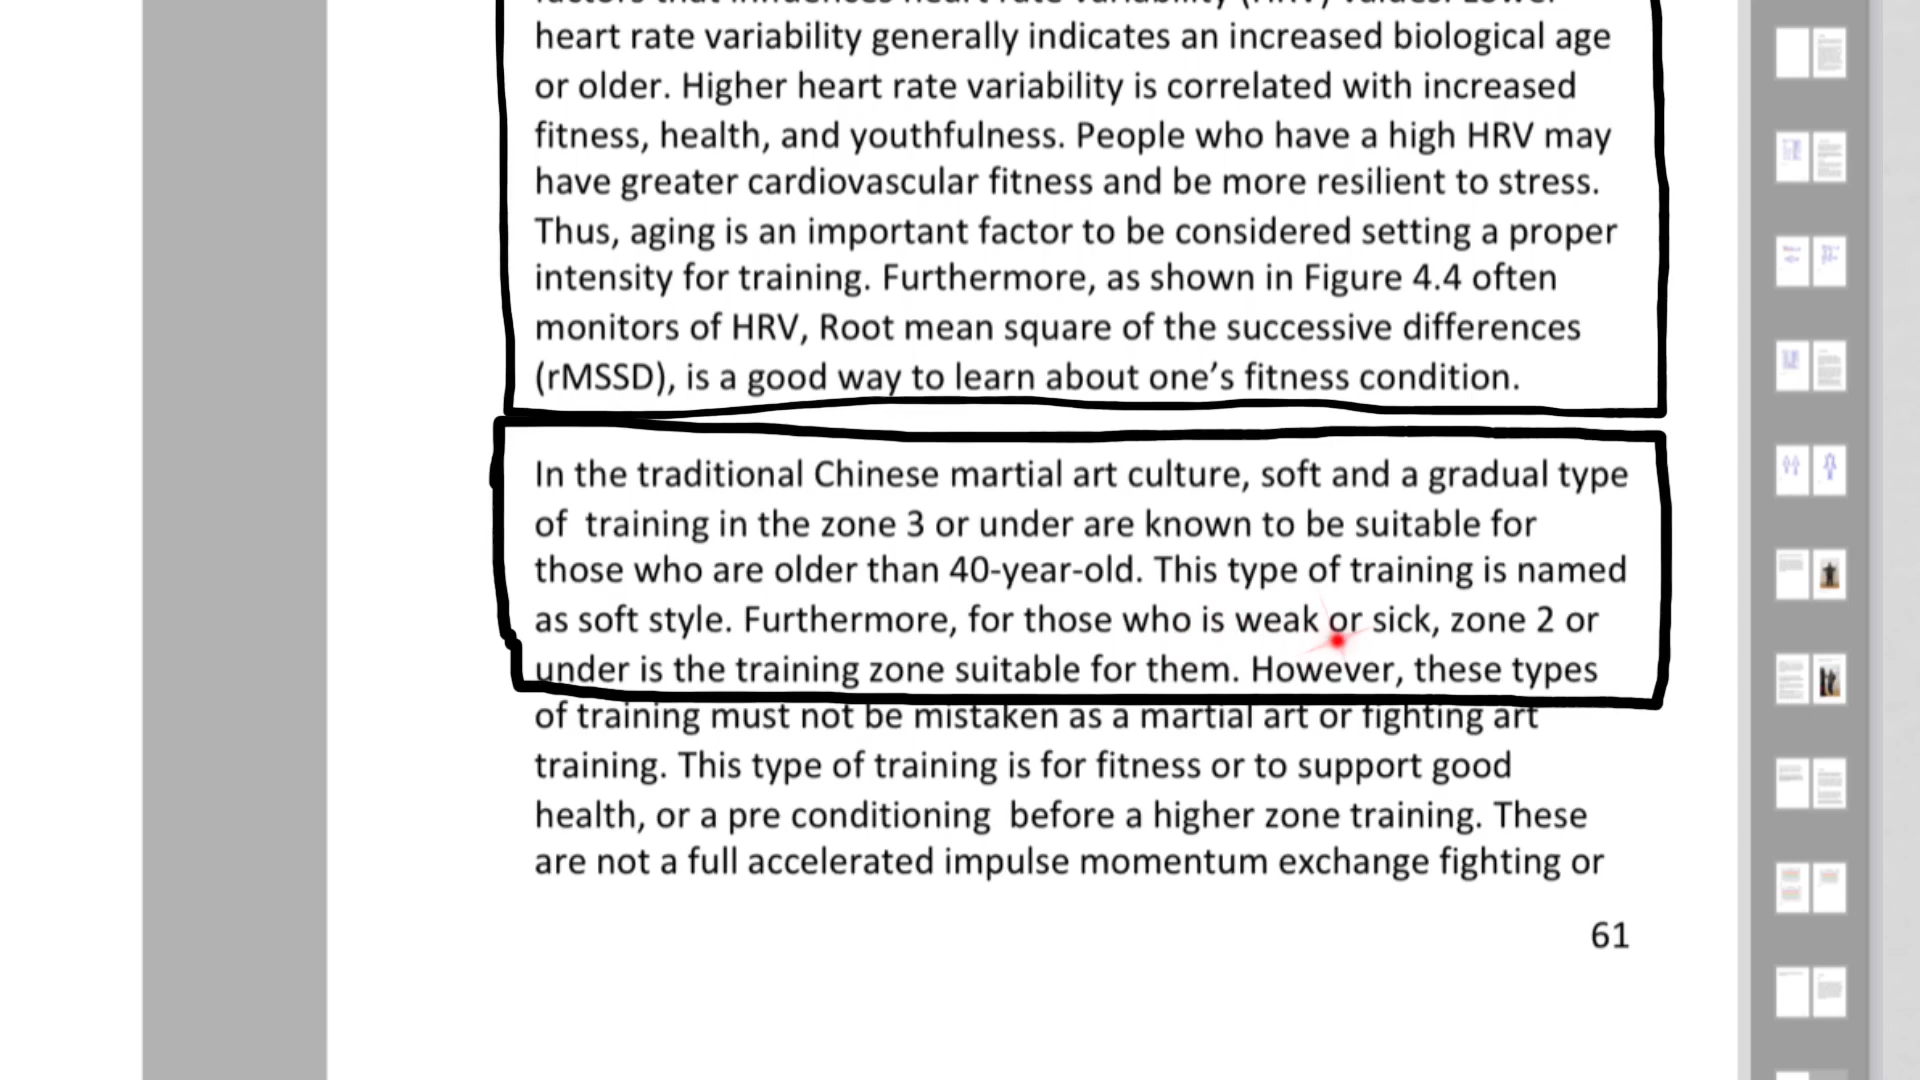 factors that influences heart rate variability (HRV) values. Lower
heart rate variability generally indicates an increased biological age
or older. Higher heart rate variability is correlated with increased
fitness, health, and youthfulness. People who have a high HRV may
have greater cardiovascular fitness and be more resilient to stress.
Thus, aging is an important factor to be considered setting a proper
intensity for training. Furthermore, as shown in Figure 4.4 often
monitors of HRV, Root mean square of the successive differences
(rMSSD), is a good way to learn about one’s fitness condition.
In the traditional Chinese martial art culture, soft and a gradual type
of  training in the zone 3 or under are known to be suitable for
those who are older than 40-year-old. This type of training is named
as soft style. Furthermore, for those who is weak or sick, zone 2 or
under is the training zone suitable for them. However, these types
of training must not be mistaken as a martial art or fighting art
training. This type of training is for fitness or to support good
health, or a pre conditioning  before a higher zone training. These
are not a full accelerated impulse momentum exchange fighting or
61